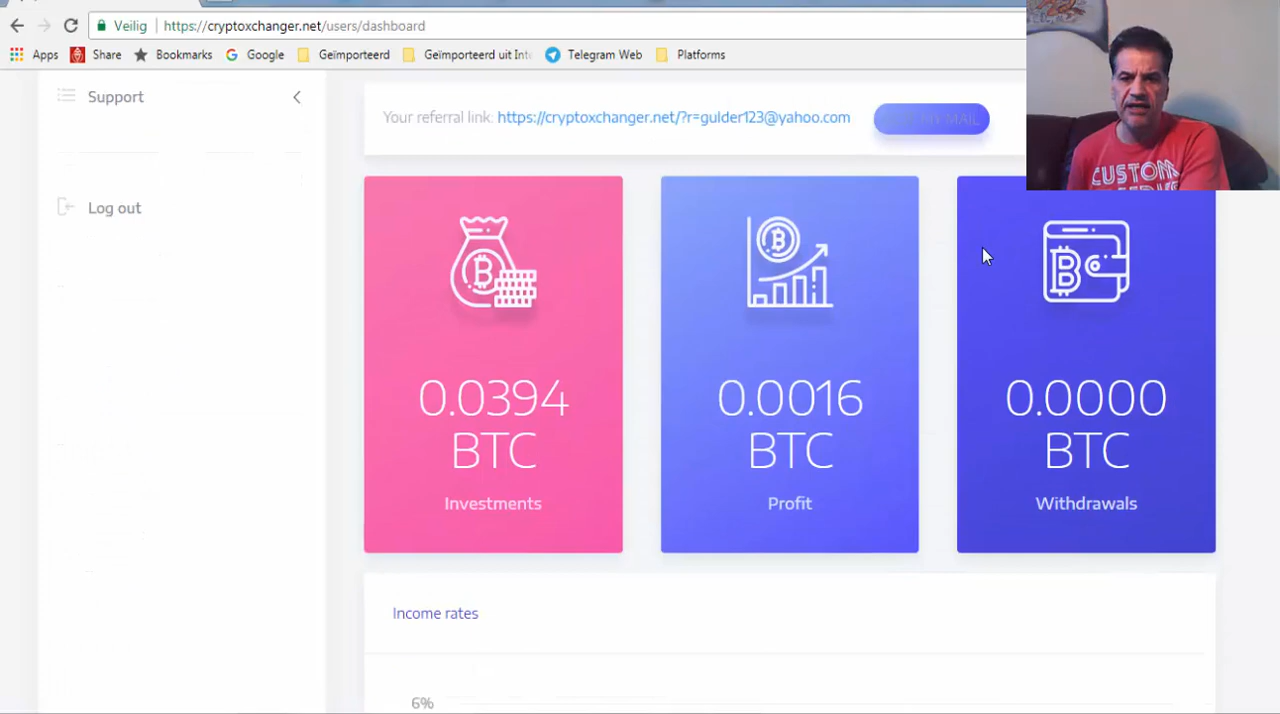 Veilig https://cryptoxchanger.net/users/dashboard
Apps Share Bookmarks Google Geïmporteerd Geïmporteerd uit Int Telegram Web Platforms
Support
Your referral link: https://cryptoxchanger.net/?r=gulder123@yahoo.com MAIL
Log out
CUSTOM
0.0394
BTC
Investments
0.0016
BTC
Profit
0.0000
BTC
Withdrawals
Income rates
6%